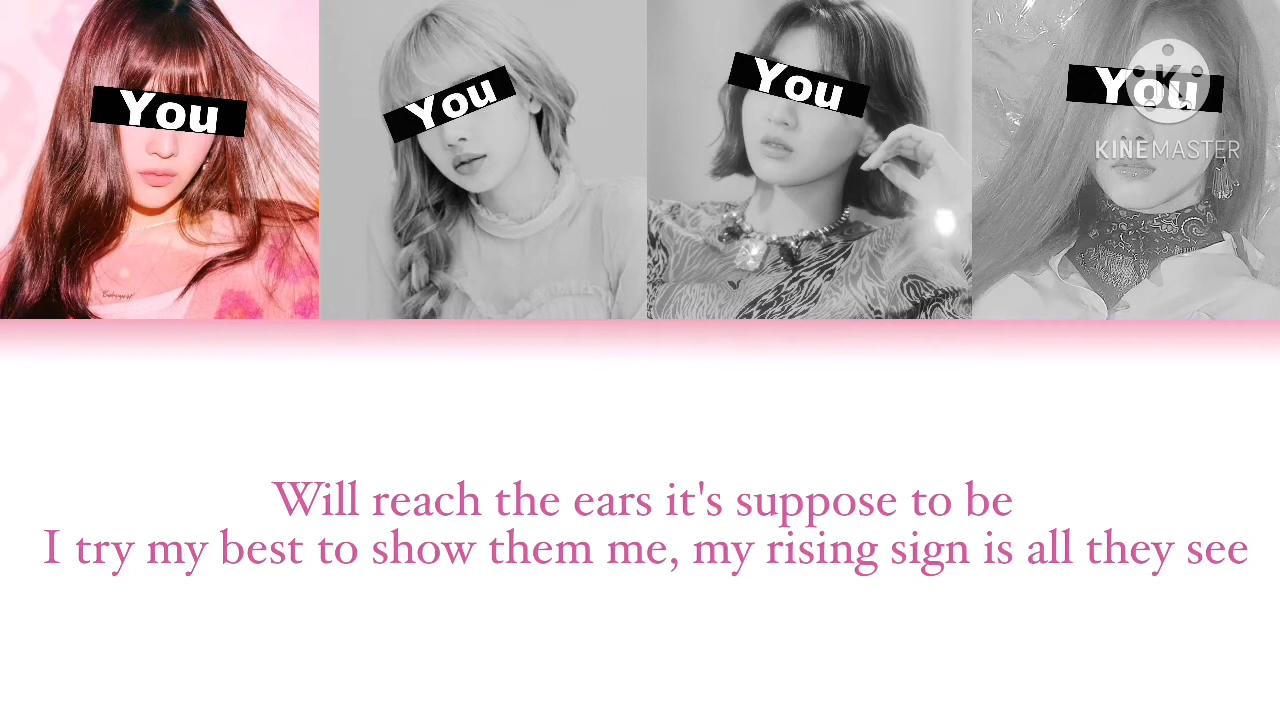 You
You
You
You
KINEMASTER
Will reach the ears it's suppose to be
I try my best to show them me, my rising sign is all they see